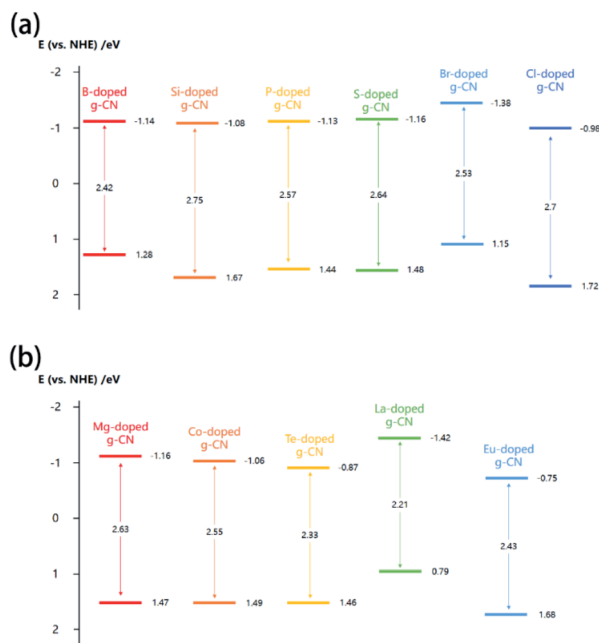 (a)
E (vs. NHE) /eV
-2
-1
0
1
2
B-doped
g-CN
-1.14
2.42
1.28
Si-doped
g-CN
-1.08
2.75
1.67
P-doped
g-CN
-1.13
2.57
1.44
S-doped
g-CN
-1.16
2.64
1.48
Br-doped
g-CN
-1.38
2.53
1.15
Cl-doped
g-CN
-0.98
2.7
1.72
(b)
E (vs. NHE) /eV
-2
-1
0
1
2
Mg-doped
g-CN
-1.16
2.63
1.47
Co-doped
g-CN
-1.06
2.55
1.49
Te-doped
g-CN
-0.87
2.33
1.46
La-doped
g-CN
-1.42
2.21
0.79
Eu-doped
g-CN
-0.75
2.43
1.68